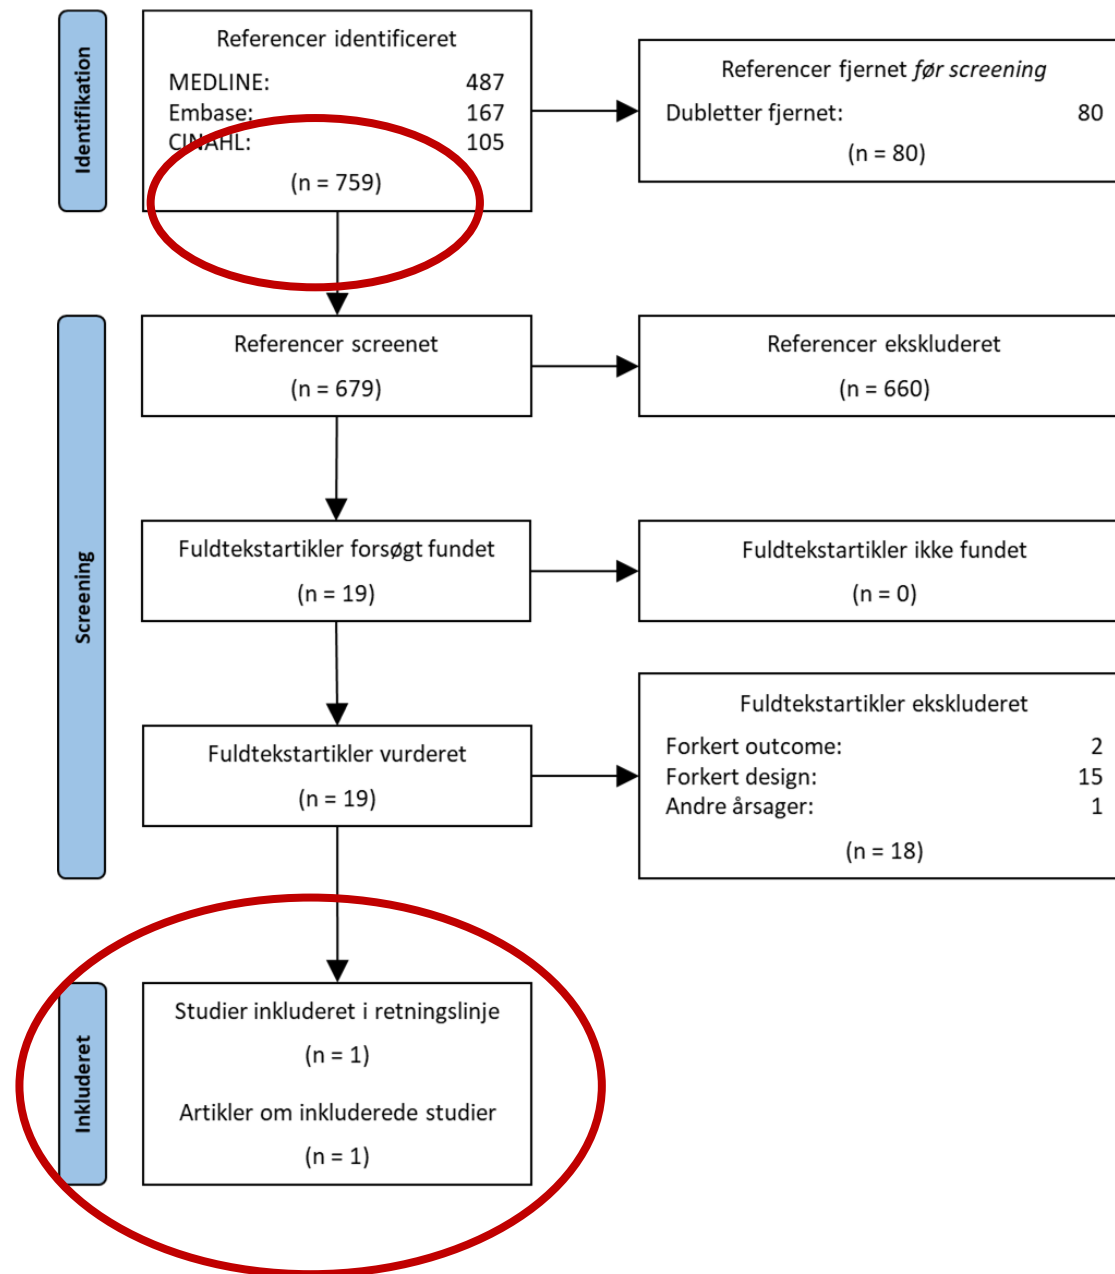 Identifikation
Referencer identificeret
MEDLINE: 487
Embase: 167
CINAHL: 105
(n = 759)
Referencer fjernet før screening
Dubletter fjernet: 80
(n = 80)
Screening
Referencer screenet
(n = 679)
Referencer ekskluderet
(n = 660)
Fuldtekstartikler forsøgt fundet
(n = 19)
Fuldtekstartikler ikke fundet
(n = 0)
Fuldtekstartikler vurderet
(n = 19)
Fuldtekstartikler ekskluderet
Forkert outcome: 2
Forkert design: 15
Andre årsager: 1
(n = 18)
Inkluderet
Studier inkluderet i retningslinje
(n = 1)
Artikler om inkluderede studier
(n = 1)